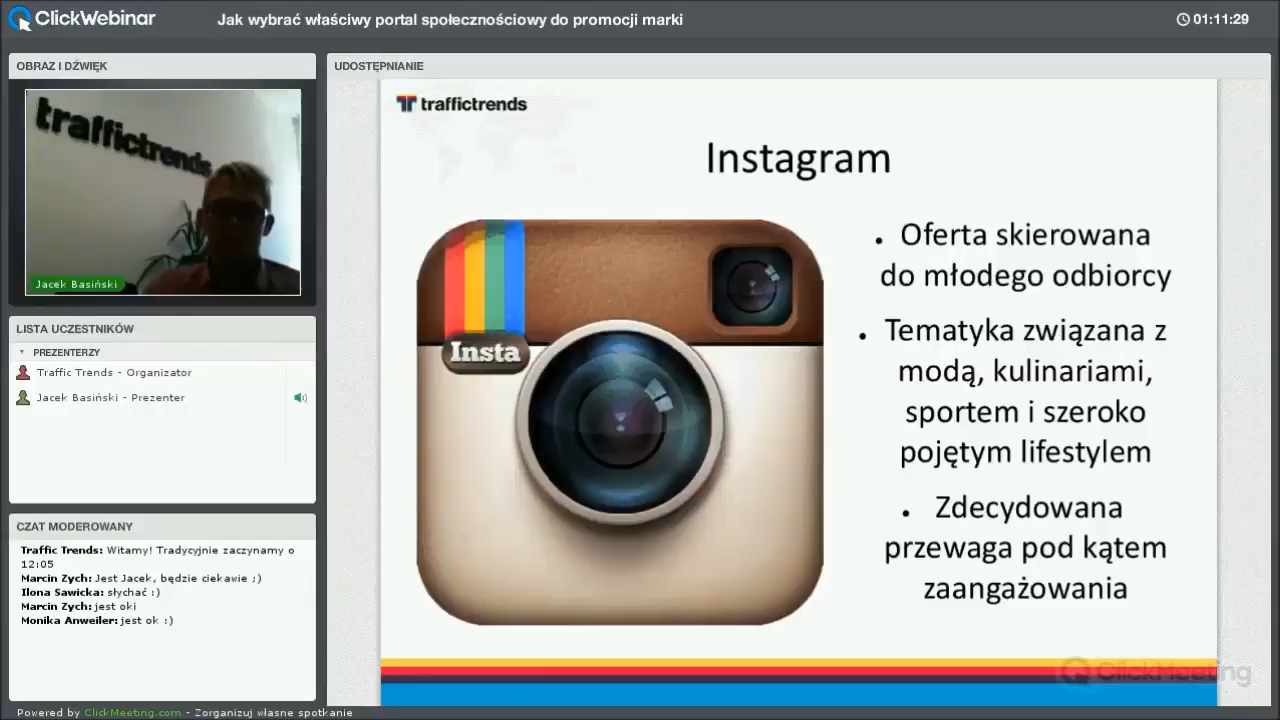 ClickWebinar
Jak wybrać właściwy portal społecznościowy do promocji marki
01:11:29
OBRAZ I DŹWIĘK
traffictrends
Jacek Basiński
LISTA UCZESTNIKÓW
PREZENTERZY
Traffic Trends - Organizator
Jacek Basiński - Prezenter
CZAT MODEROWANY
Traffic Trends: Witamy! Tradycyjnie zaczynamy o
12:05
Marcin Zych: Jest Jacek, będzie ciekawie ;)
Ilona Sawicka: słychać :)
Marcin Zych: jest oki
Monika Anweiler: jest ok :)
UDOSTĘPNIANIE
traffictrends
Instagram
Insta
• Oferta skierowana
do młodego odbiorcy
• Tematyka związana z
modą, kulinariami,
sportem i szeroko
pojętym lifestylem
• Zdecydowana
przewaga pod kątem
zaangażowania
ClickMeeting
Powered by ClickMeeting.com - Zorganizuj własne spotkanie